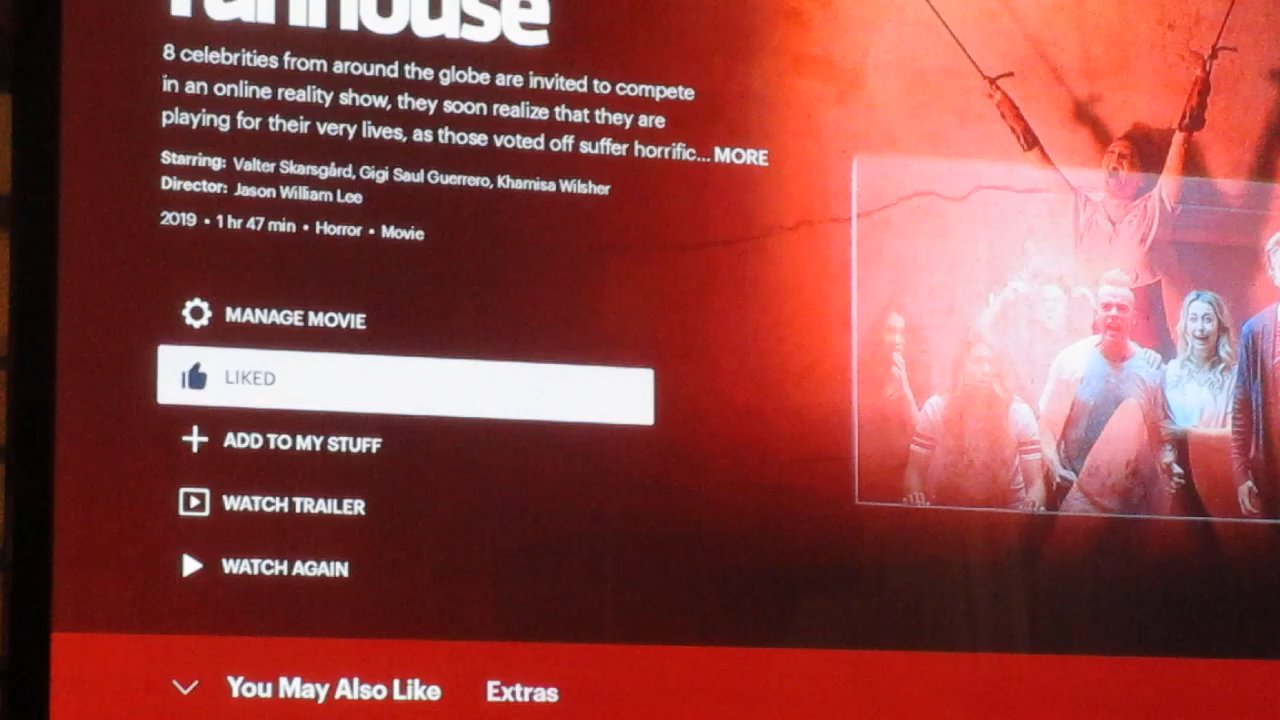 Funhouse
8 celebrities from around the globe are invited to compete
in an online reality show, they soon realize that they are
playing for their very lives, as those voted off suffer horrific... MORE
Starring: Valter Skarsgård, Gigi Saul Guerrero, Khamisa Wilsher
Director: Jason William Lee
2019 • 1 hr 47 min • Horror • Movie
MANAGE MOVIE
LIKED
ADD TO MY STUFF
WATCH TRAILER
WATCH AGAIN
You May Also Like Extras